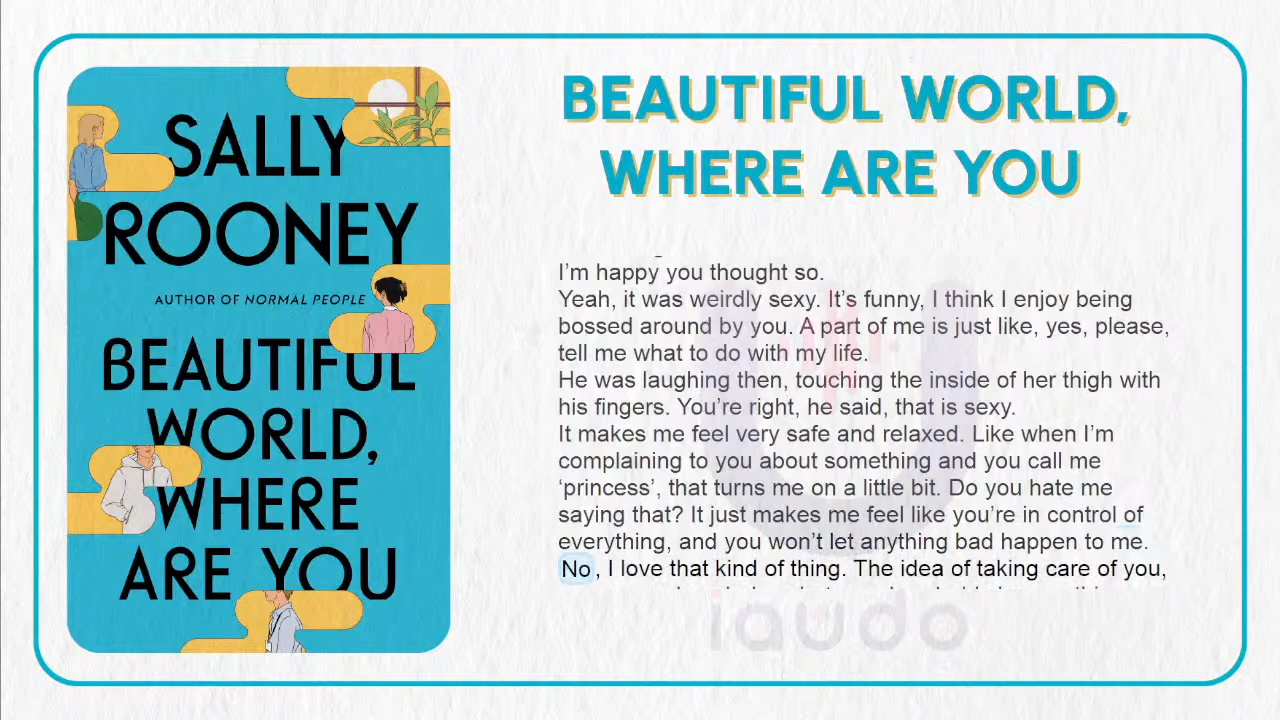 SALLY
ROONEY
AUTHOR OF NORMAL PEOPLE
BEAUTIFUL
WORLD,
WHERE
ARE YOU
BEAUTIFUL WORLD,
WHERE ARE YOU
I’m happy you thought so.
Yeah, it was weirdly sexy. It’s funny, I think I enjoy being
bossed around by you. A part of me is just like, yes, please,
tell me what to do with my life.
He was laughing then, touching the inside of her thigh with
his fingers. You’re right, he said, that is sexy.
It makes me feel very safe and relaxed. Like when I’m
complaining to you about something and you call me
‘princess’, that turns me on a little bit. Do you hate me
saying that? It just makes me feel like you’re in control of
everything, and you won’t let anything bad happen to me.
No, I love that kind of thing. The idea of taking care of you,
iaudo